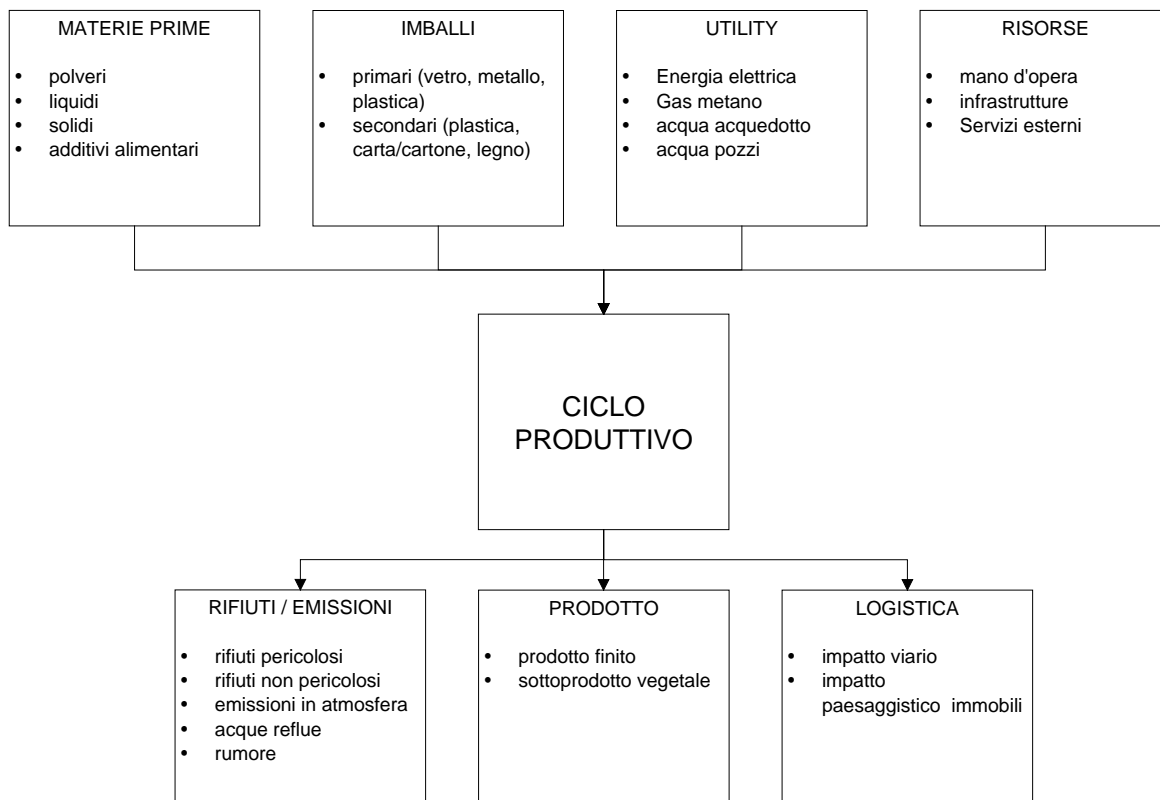 MATERIE PRIME
• polveri
• liquidi
• solidi
• additivi alimentari
IMBALLI
• primari (vetro, metallo,
plastica)
• secondari (plastica,
carta/cartone, legno)
UTILITY
• Energia elettrica
• Gas metano
• acqua acquedotto
• acqua pozzi
RISORSE
• mano d'opera
• infrastrutture
• Servizi esterni
CICLO
PRODUTTIVO
RIFIUTI / EMISSIONI
• rifiuti pericolosi
• rifiuti non pericolosi
• emissioni in atmosfera
• acque reflue
• rumore
PRODOTTO
• prodotto finito
• sottoprodotto vegetale
LOGISTICA
• impatto viario
• impatto
paesaggistico immobili